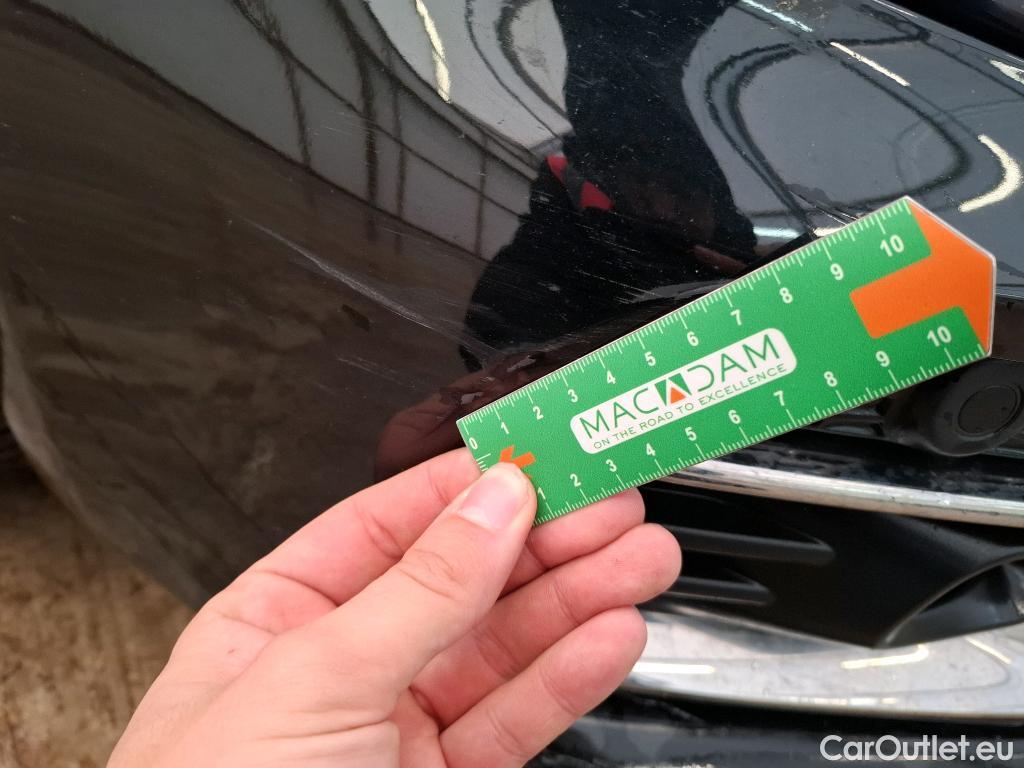 0 1 2 3 4 5 6 7 8 9 10
MACADAM
ON THE ROAD TO EXCELLENCE
1 2 3 4 5 6 7 8 9 10
CarOutlet.eu